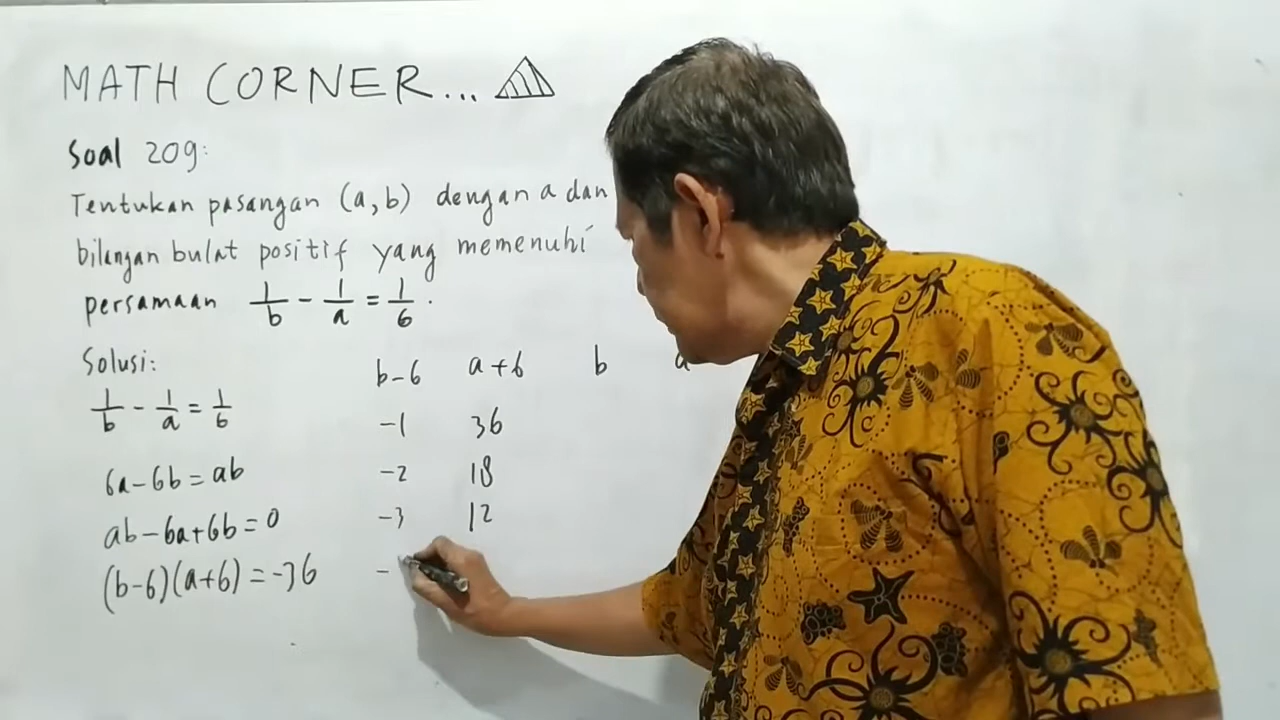 MATH CORNER...
Soal 209:
Tentukan pasangan (a,b) dengan a dan
bilangan bulat positif yang memenuhi
persamaan 1/b - 1/a = 1/6.
Solusi:
1/b - 1/a = 1/6
6a-6b=ab
ab-6a+6b=0
(b-6)(a+6)=-36
b-6 a+6 b a
-1 36
-2 18
-3 12
-